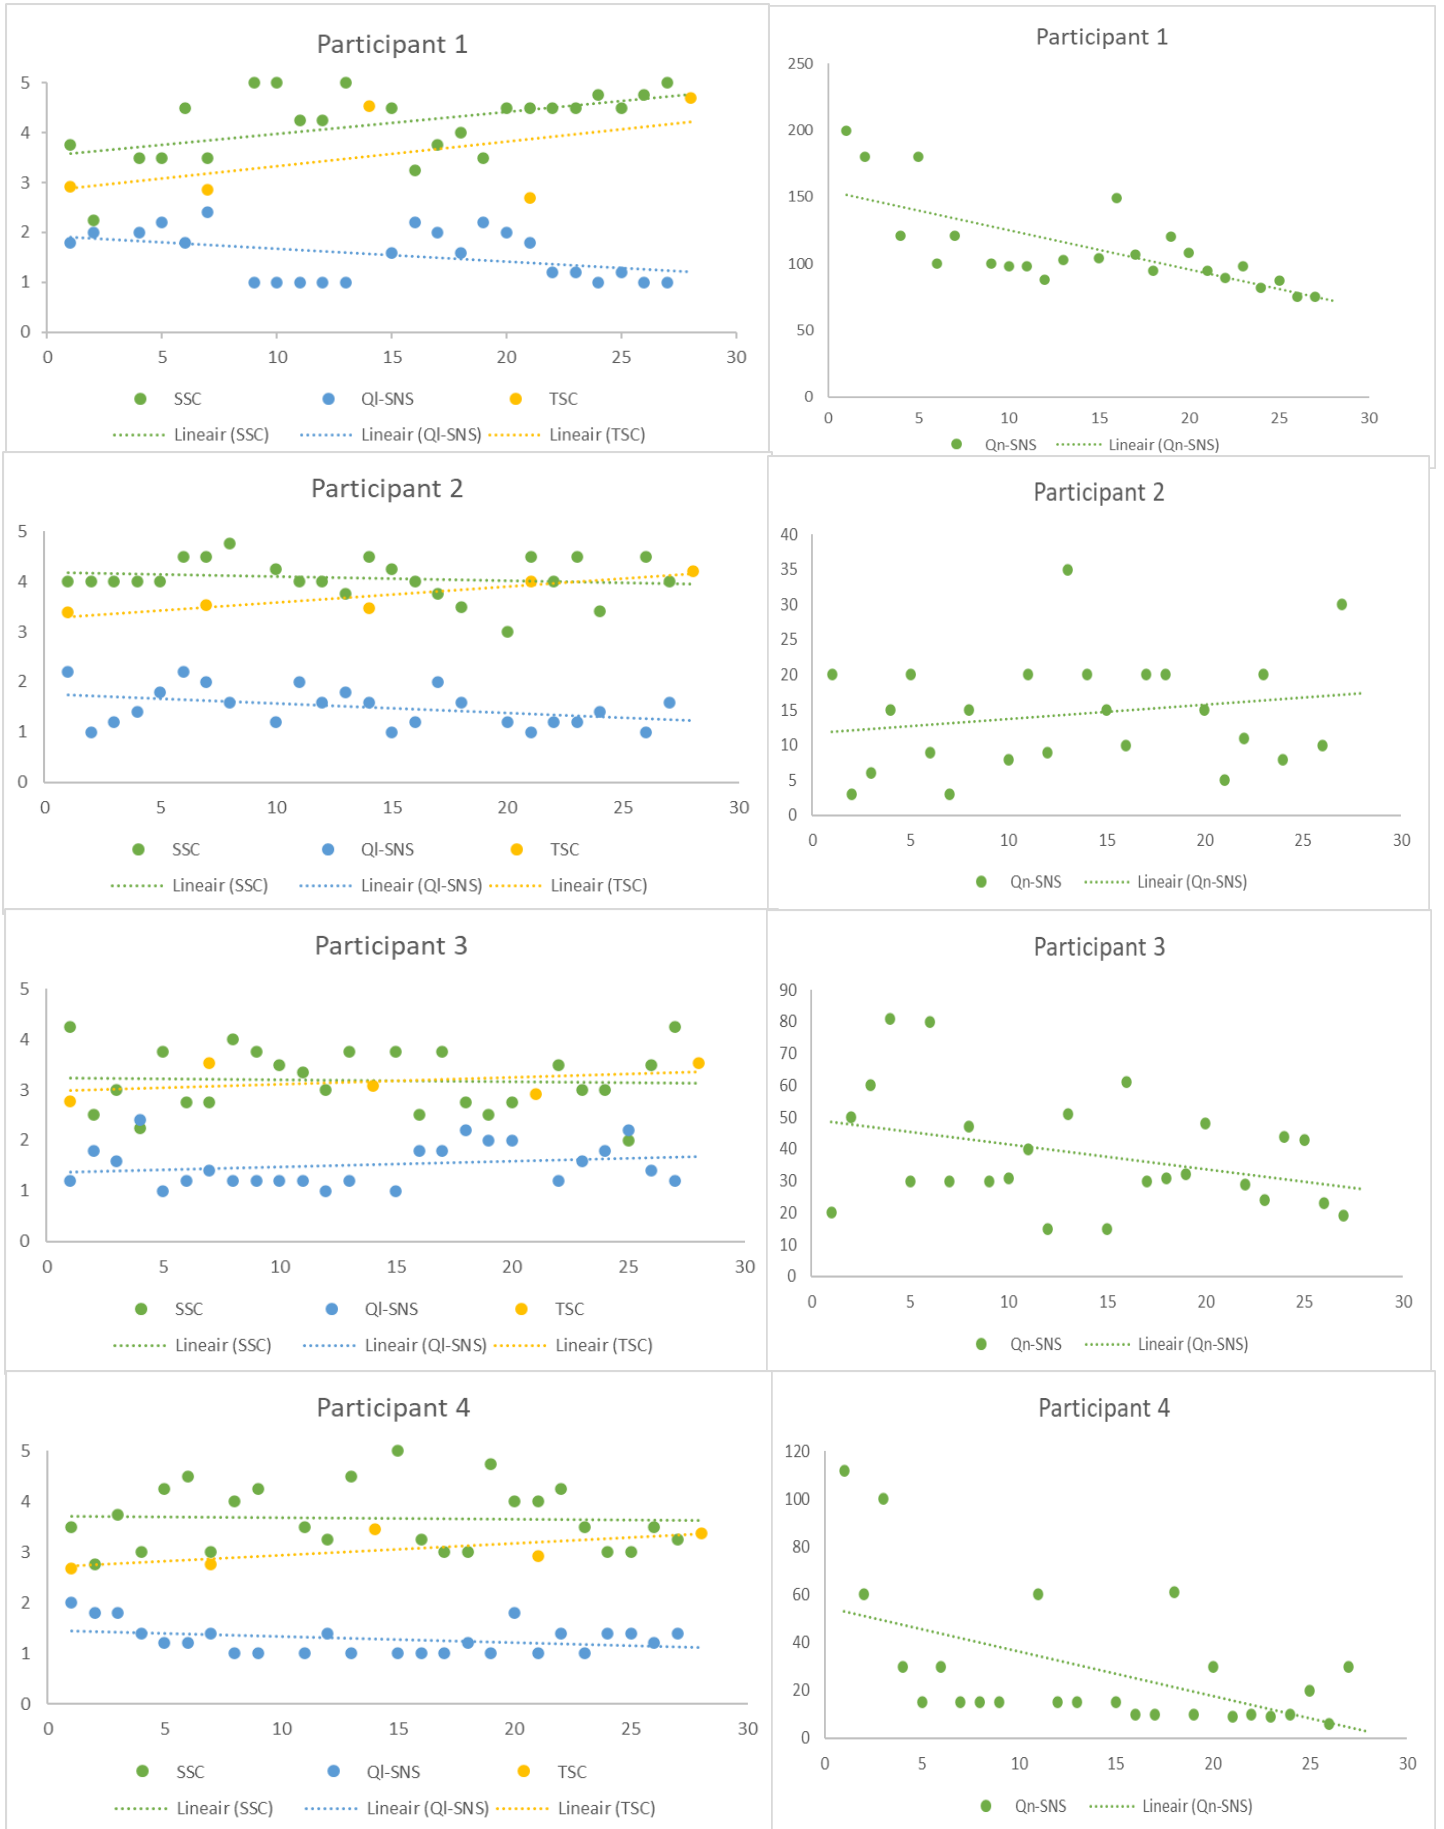 Participant 1
5
4
3
2
1
0
0 5 10 15 20 25 30
SSC Ql-SNS TSC
Lineair (SSC) Lineair (Ql-SNS) Lineair (TSC)
Participant 1
250
200
150
100
50
0
0 5 10 15 20 25 30
Qn-SNS Lineair (Qn-SNS)
Participant 2
5
4
3
2
1
0
0 5 10 15 20 25 30
SSC Ql-SNS TSC
Lineair (SSC) Lineair (Ql-SNS) Lineair (TSC)
Participant 2
40
35
30
25
20
15
10
5
0
0 5 10 15 20 25 30
Qn-SNS Lineair (Qn-SNS)
Participant 3
5
4
3
2
1
0
0 5 10 15 20 25 30
SSC Ql-SNS TSC
Lineair (SSC) Lineair (Ql-SNS) Lineair (TSC)
Participant 3
90
80
70
60
50
40
30
20
10
0
0 5 10 15 20 25 30
Qn-SNS Lineair (Qn-SNS)
Participant 4
5
4
3
2
1
0
0 5 10 15 20 25 30
SSC Ql-SNS TSC
Lineair (SSC) Lineair (Ql-SNS) Lineair (TSC)
Participant 4
120
100
80
60
40
20
0
0 5 10 15 20 25 30
Qn-SNS Lineair (Qn-SNS)